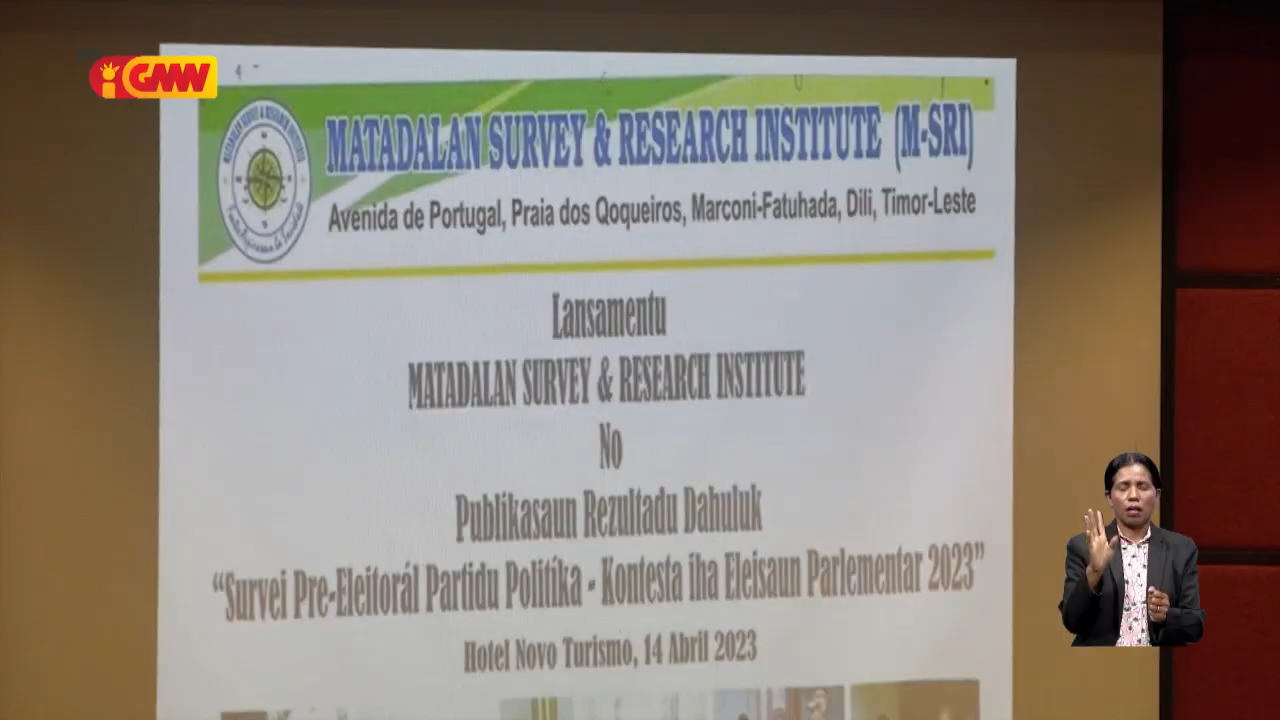 GMW
MATADALAN SURVEY & RESEARCH INSTITUTE (M-SRI)
Avenida de Portugal, Praia dos Qoqueiros, Marconi-Fatuhada, Dili, Timor-Leste
Lansamentu
MATADALAN SURVEY & RESEARCH INSTITUTE
No
Publikasaun Rezultadu Dahuluk
“Survei Pre-Eleitorál Partidu Politíka - Kontesta iha Eleisaun Parlementar 2023”
Hotel Novo Turismo, 14 Abril 2023